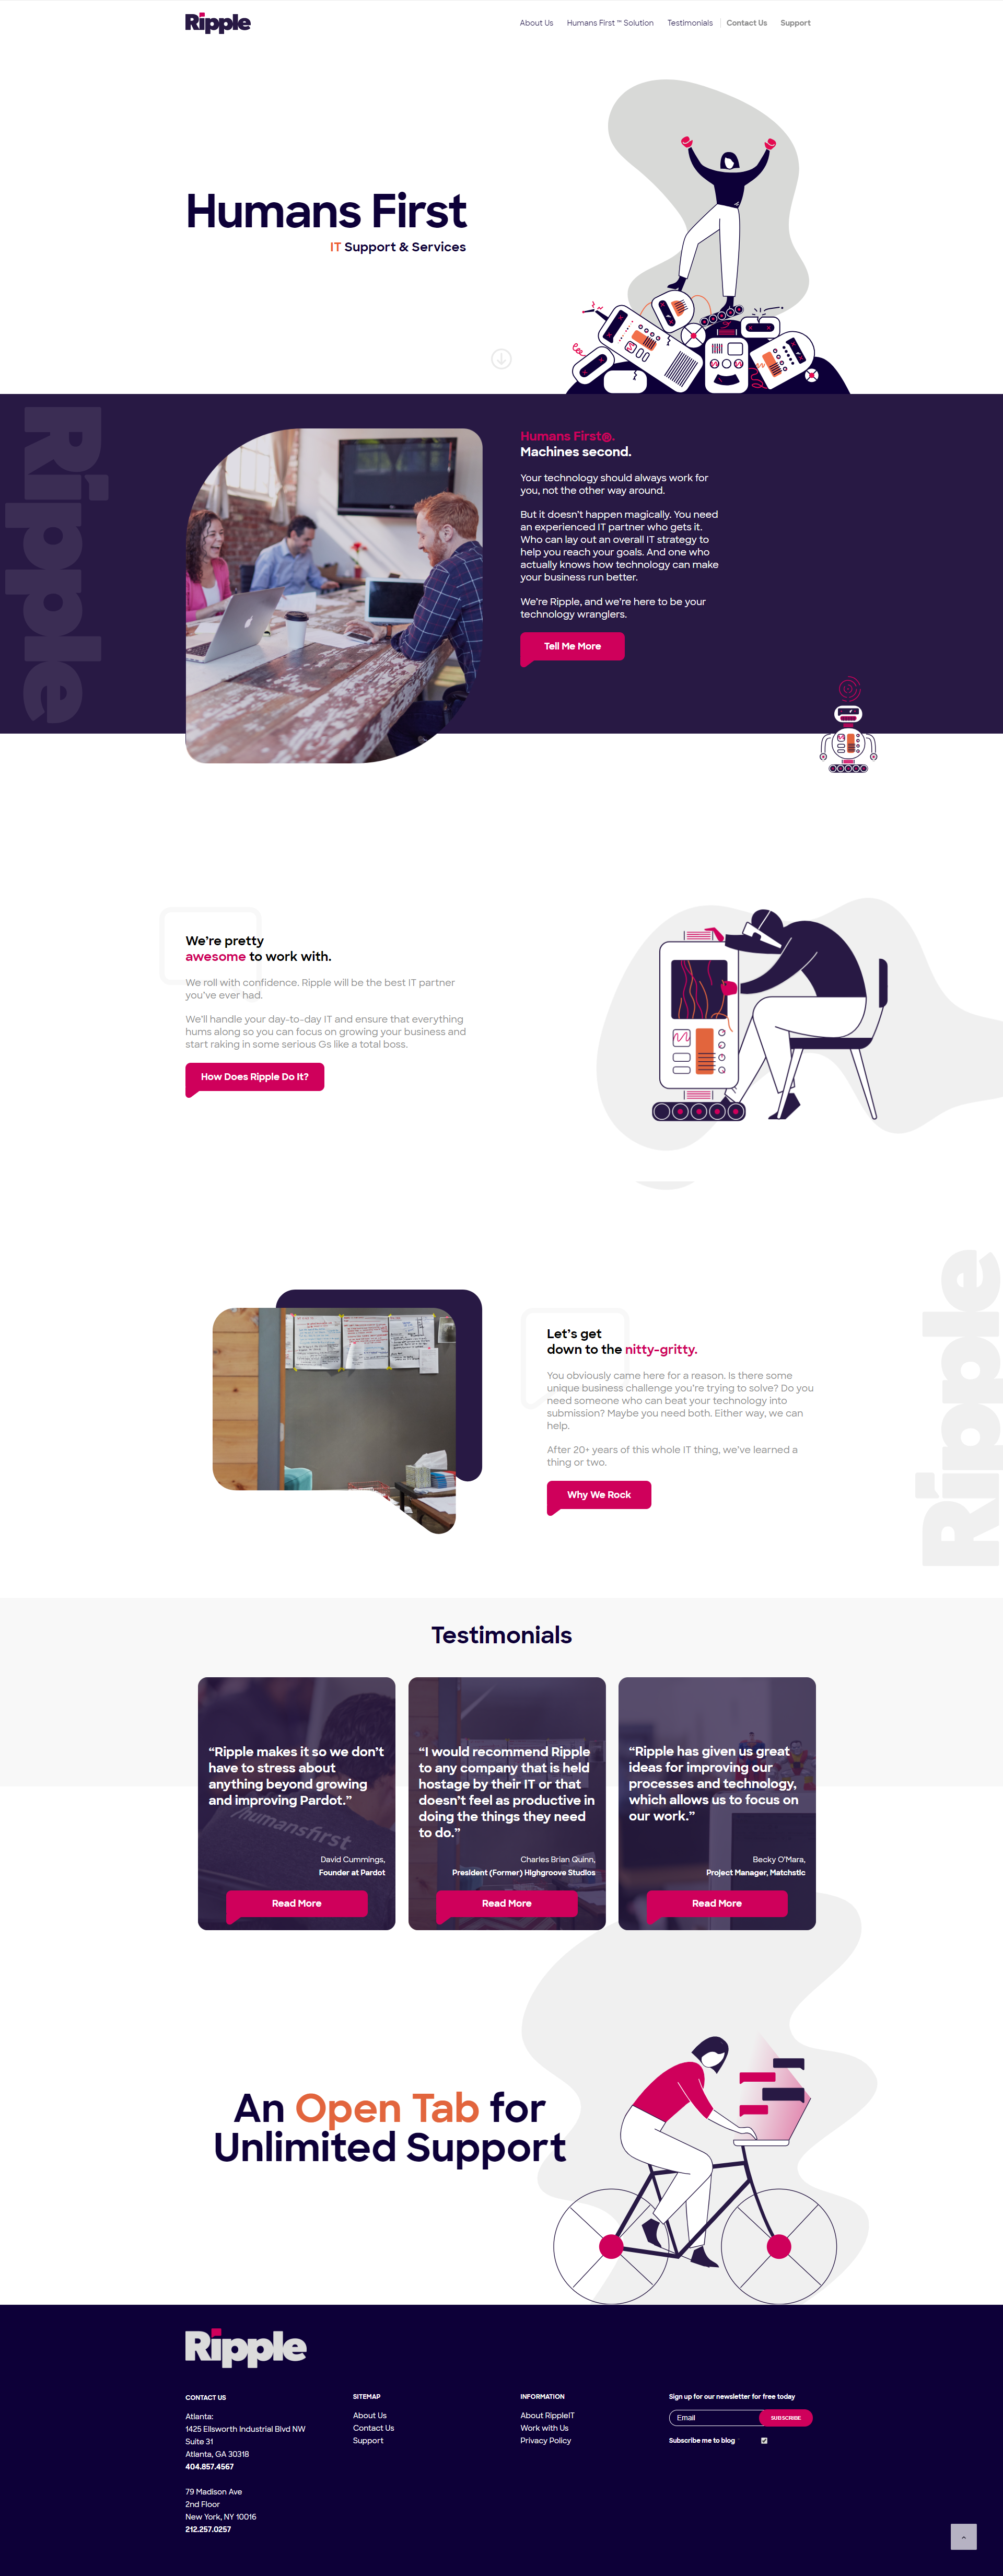 Ripple
About Us Humans First ™ Solution Testimonials Contact Us Support
Humans First
IT Support & Services
Ripple
Humans First®.
Machines second.
Your technology should always work for
you, not the other way around.
But it doesn't happen magically. You need
an experienced IT partner who gets it.
Who can lay out an overall IT strategy to
help you reach your goals. And one who
actually knows how technology can make
your business run better.
We're Ripple, and we're here to be your
technology wranglers.
Tell Me More
We're pretty
awesome to work with.
We roll with confidence. Ripple will be the best IT partner
you've ever had.
We'll handle your day-to-day IT and ensure that everything
hums along so you can focus on growing your business and
start raking in some serious Gs like a total boss.
How Does Ripple Do It?
Ripple
Let's get
down to the nitty-gritty.
You obviously came here for a reason. Is there some
unique business challenge you're trying to solve? Do you
need someone who can beat your technology into
submission? Maybe you need both. Either way, we can
help.
After 20+ years of this whole IT thing, we've learned a
thing or two.
Why We Rock
Testimonials
“Ripple makes it so we don't
have to stress about
anything beyond growing
and improving Pardot.”
/humansfirst
David Cummings,
Founder at Pardot
Read More
“I would recommend Ripple
to any company that is held
hostage by their IT or that
doesn't feel as productive in
doing the things they need
to do.”
Charles Brian Quinn,
President (Former) Highgroove Studios
Read More
“Ripple has given us great
ideas for improving our
processes and technology,
which allows us to focus on
our work.”
Becky O'Mara,
Project Manager, Matchstic
Read More
An Open Tab for
Unlimited Support
Ripple
CONTACT US
Atlanta:
1425 Ellsworth Industrial Blvd NW
Suite 31
Atlanta, GA 30318
404.857.4567
79 Madison Ave
2nd Floor
New York, NY 10016
212.257.0257
SITEMAP
About Us
Contact Us
Support
INFORMATION
About RippleIT
Work with Us
Privacy Policy
Sign up for our newsletter for free today
Email SUBSCRIBE
Subscribe me to blog